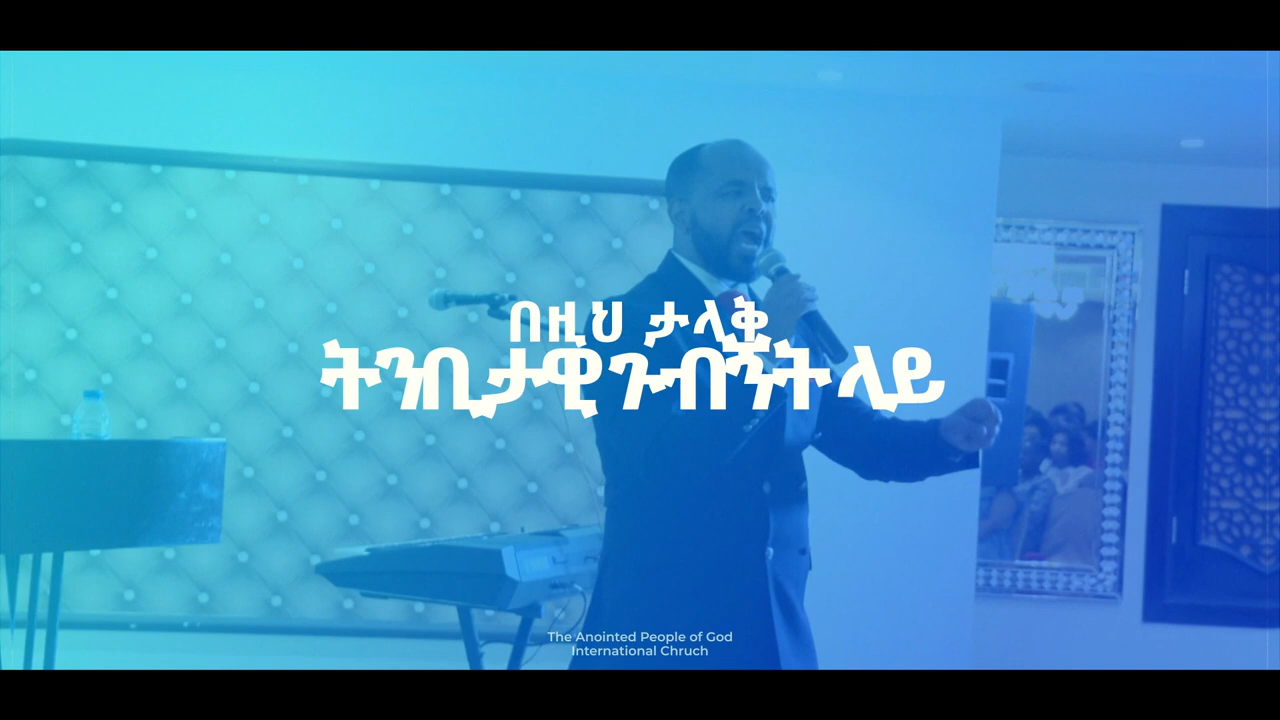 በዚህ ታላቅ
ትንቢታዊ ጉብኝት ላይ
The Anointed People of God
International Chruch